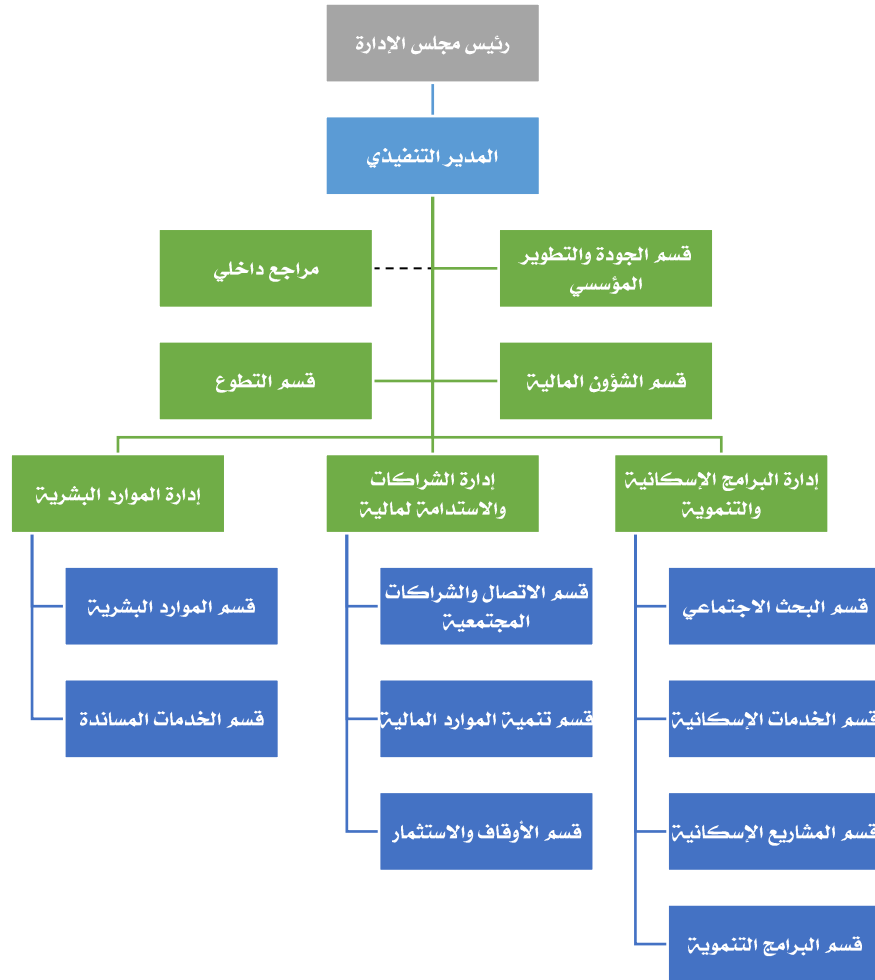 رئيس مجلس الإدارة
المدير التنفيذي
قسم الجودة والتطوير
المؤسسي
مراجع داخلي
قسم الشؤون المالية
قسم التطوع
إدارة البرامج الإسكانية
والتنموية
إدارة الشراكات
والاستدامة لمالية
إدارة الموارد البشرية
قسم البحث الاجتماعي
قسم الاتصال والشراكات
المجتمعية
قسم الموارد البشرية
قسم الخدمات الإسكانية
قسم تنمية الموارد المالية
قسم الخدمات المساندة
قسم المشاريع الإسكانية
قسم الأوقاف والاستثمار
قسم البرامج التنموية